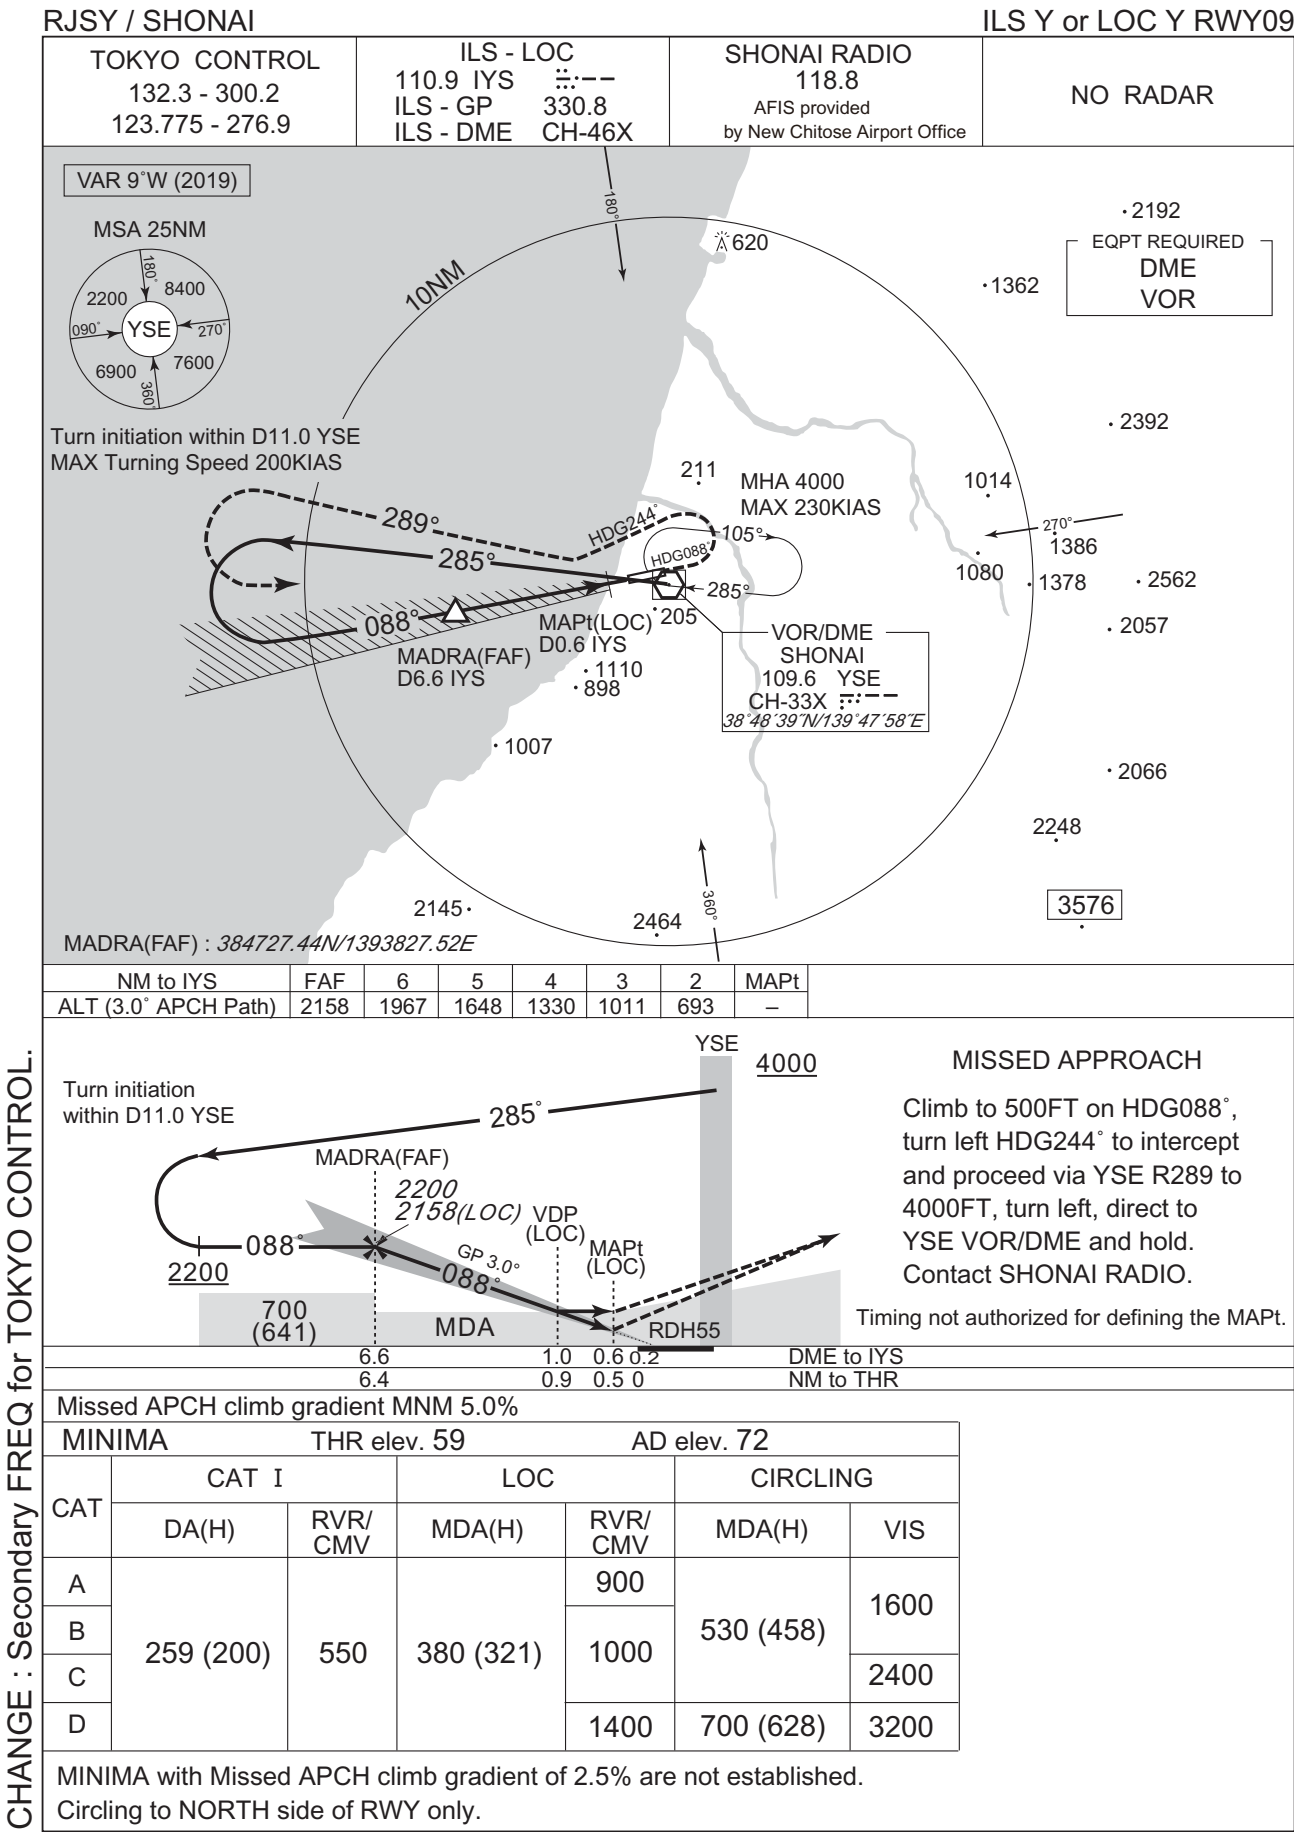 RJSY / SHONAI
ILS Y or LOC Y RWY09
TOKYO CONTROL
132.3 - 300.2
123.775 - 276.9
ILS - LOC
110.9 IYS
ILS - GP 330.8
ILS - DME CH-46X
SHONAI RADIO
118.8
AFIS provided
by New Chitose Airport Office
NO RADAR
VAR 9˚W (2019)
MSA 25NM
180˚
2200
8400
090˚
YSE
270˚
6900
7600
360˚
Turn initiation within D11.0 YSE
MAX Turning Speed 200KIAS
10NM
180˚
620
2192
EQPT REQUIRED
DME
VOR
1362
2392
211
MHA 4000
MAX 230KIAS
1014
289°
HDG244˚
105°
270°
1386
285°
HDG088˚
1080
1378
2562
285°
088°
205
2057
MAPt(LOC)
D0.6 IYS
MADRA(FAF)
D6.6 IYS
1110
898
VOR/DME
SHONAI
109.6 YSE
CH-33X
38˚48´39˝N/139˚47´58˝E
1007
2066
2248
360°
3576
2145
2464
MADRA(FAF) : 384727.44N/1393827.52E
NM to IYS FAF 6 5 4 3 2 MAPt
ALT (3.0˚ APCH Path) 2158 1967 1648 1330 1011 693 –
YSE
4000
Turn initiation
within D11.0 YSE
285°
MADRA(FAF)
2200
2158(LOC)
VDP
(LOC)
MAPt
(LOC)
088°
2200
GP 3.0°
088°
700
(641)
MDA
RDH55
6.6 1.0 0.6 0.2 DME to IYS
6.4 0.9 0.5 0 NM to THR
MISSED APPROACH
Climb to 500FT on HDG088˚,
turn left HDG244˚ to intercept
and proceed via YSE R289 to
4000FT, turn left, direct to
YSE VOR/DME and hold.
Contact SHONAI RADIO.
Timing not authorized for defining the MAPt.
Missed APCH climb gradient MNM 5.0%
MINIMA THR elev. 59 AD elev. 72
CAT
CAT I
LOC
CIRCLING
DA(H)
RVR/
CMV
MDA(H)
RVR/
CMV
MDA(H)
VIS
A
B
C
D
259 (200)
550
380 (321)
900
1000
1400
530 (458)
700 (628)
1600
2400
3200
MINIMA with Missed APCH climb gradient of 2.5% are not established.
Circling to NORTH side of RWY only.
CHANGE : Secondary FREQ for TOKYO CONTROL.